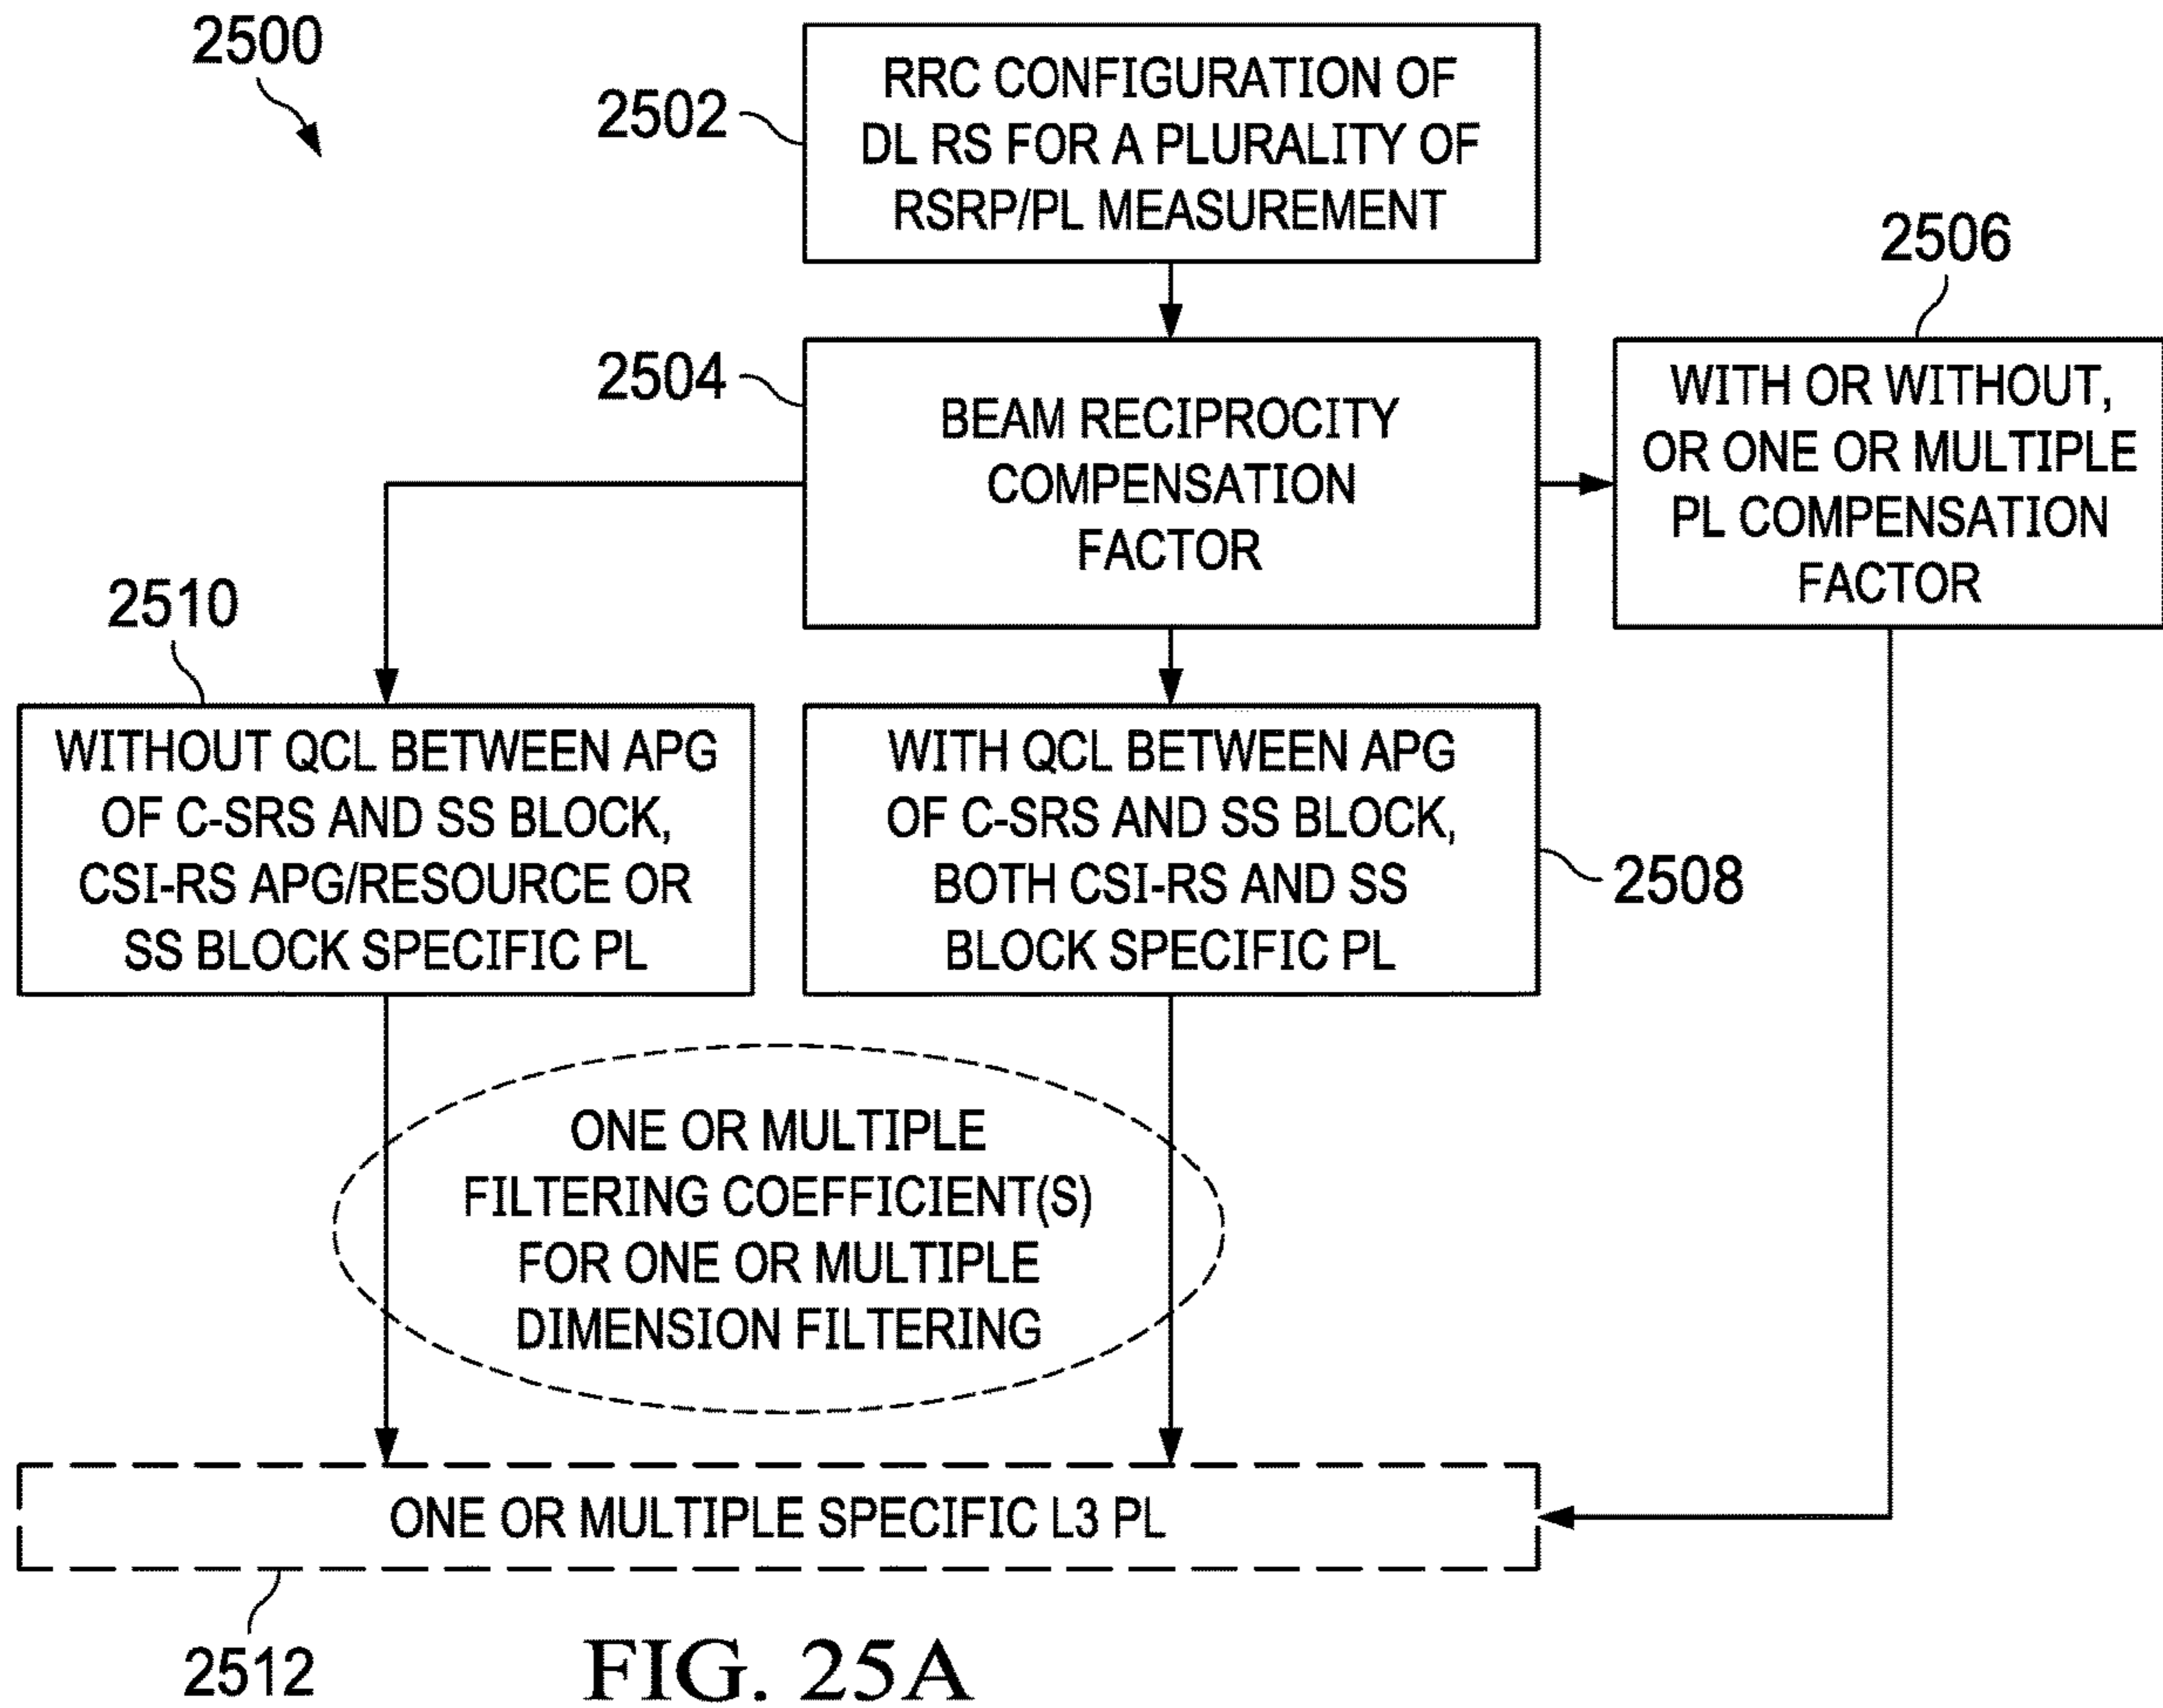 2500
2502
RRC CONFIGURATION OF
DL RS FOR A PLURALITY OF
RSRP/PL MEASUREMENT
2504
BEAM RECIPROCITY
COMPENSATION
FACTOR
2506
WITH OR WITHOUT,
OR ONE OR MULTIPLE
PL COMPENSATION
FACTOR
2510
WITHOUT QCL BETWEEN APG
OF C-SRS AND SS BLOCK,
CSI-RS APG/RESOURCE OR
SS BLOCK SPECIFIC PL
WITH QCL BETWEEN APG
OF C-SRS AND SS BLOCK,
BOTH CSI-RS AND SS
BLOCK SPECIFIC PL
2508
ONE OR MULTIPLE
FILTERING COEFFICIENT(S)
FOR ONE OR MULTIPLE
DIMENSION FILTERING
ONE OR MULTIPLE SPECIFIC L3 PL
2512
FIG. 25A